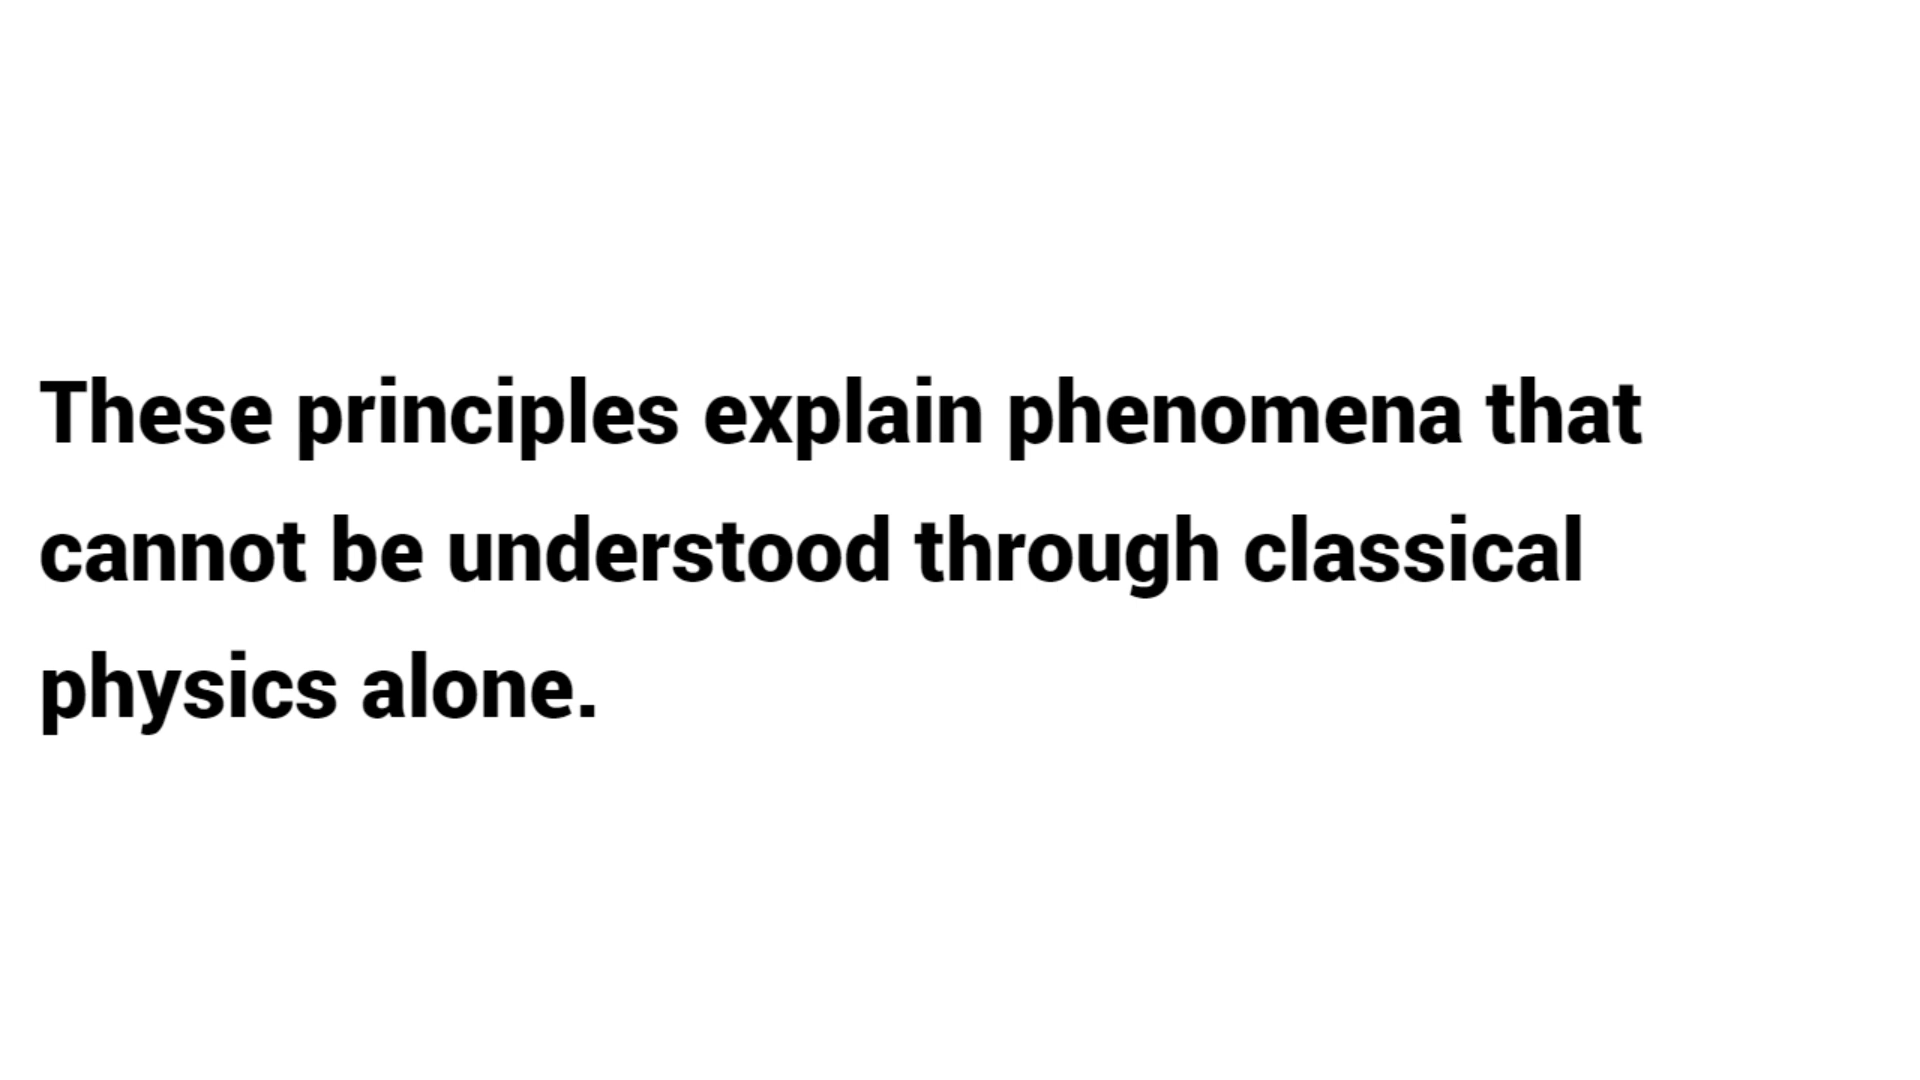 These principles explain phenomena that
cannot be understood through classical
physics alone.